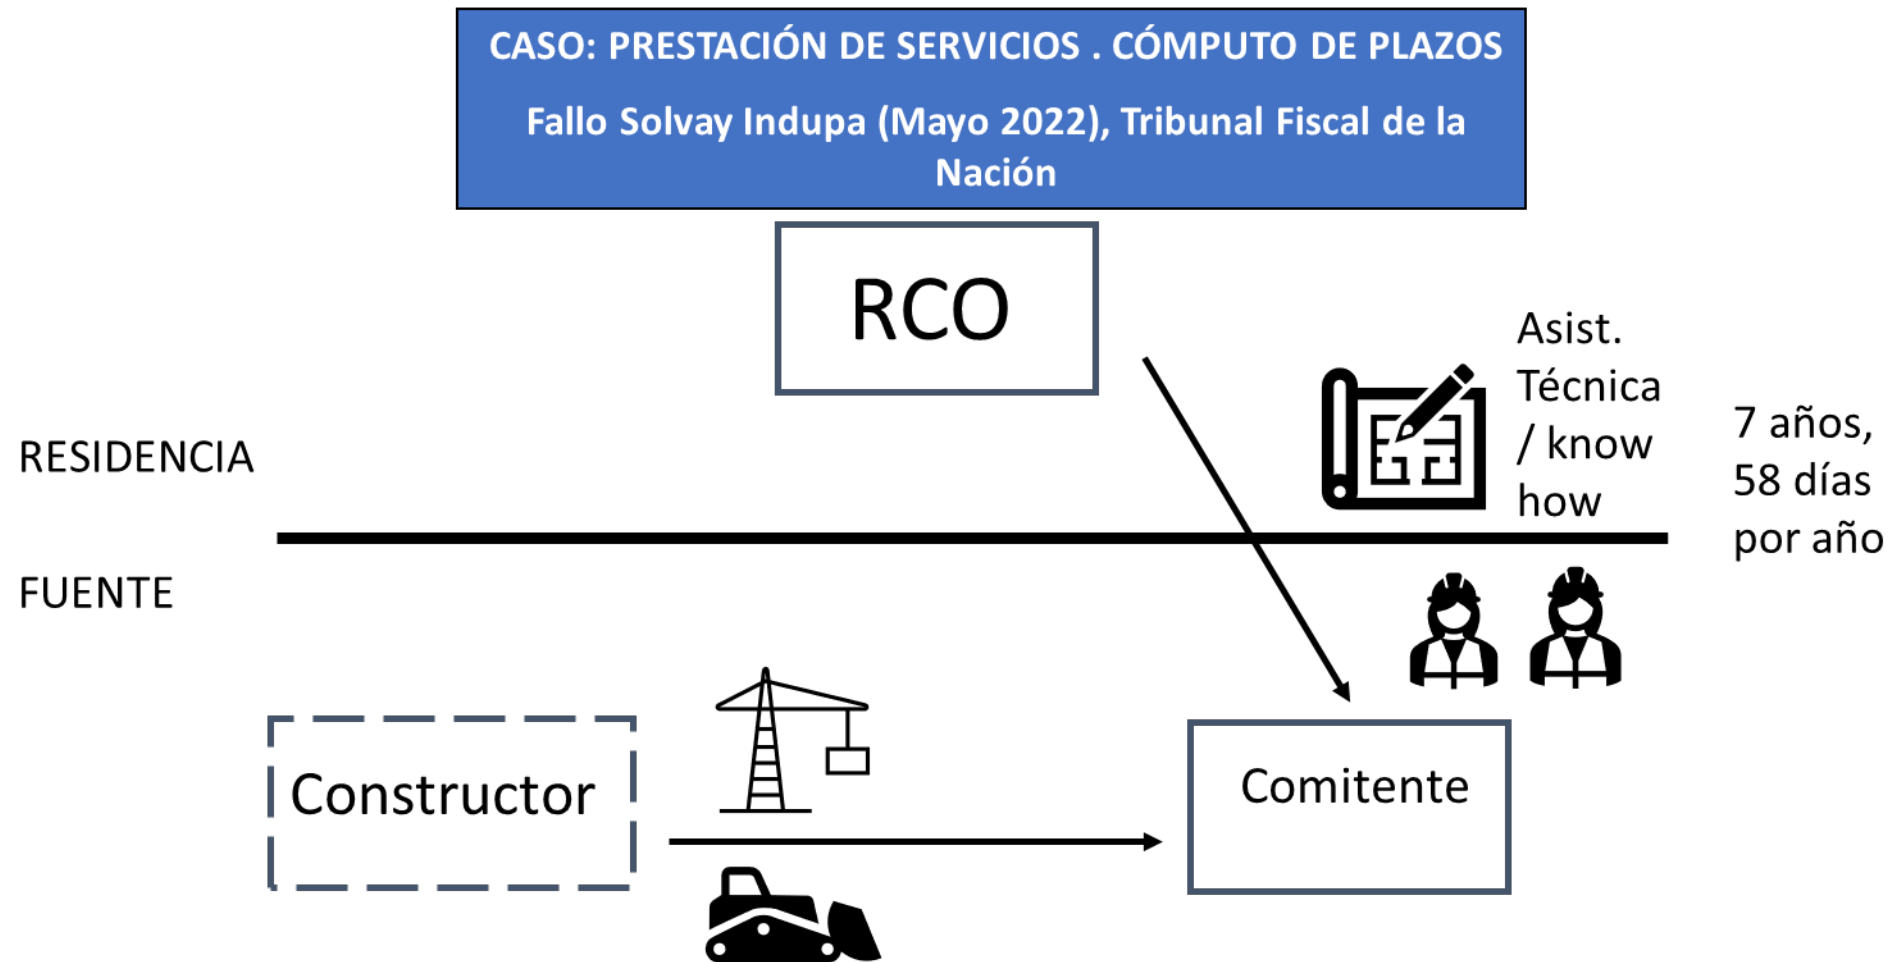 CASO: PRESTACIÓN DE SERVICIOS . CÓMPUTO DE PLAZOS
Fallo Solvay Indupa (Mayo 2022), Tribunal Fiscal de la
Nación
RCO
Asist.
Técnica
/ know
how
7 años,
58 días
por año
RESIDENCIA
FUENTE
Constructor
Comitente